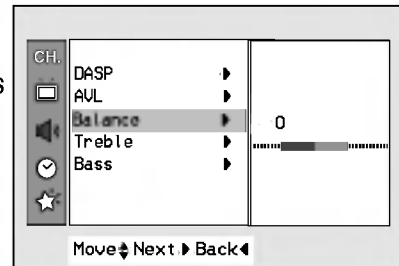 s
CH.
DASP
AVL
Balance 0
Treble
Bass
Move Next Back